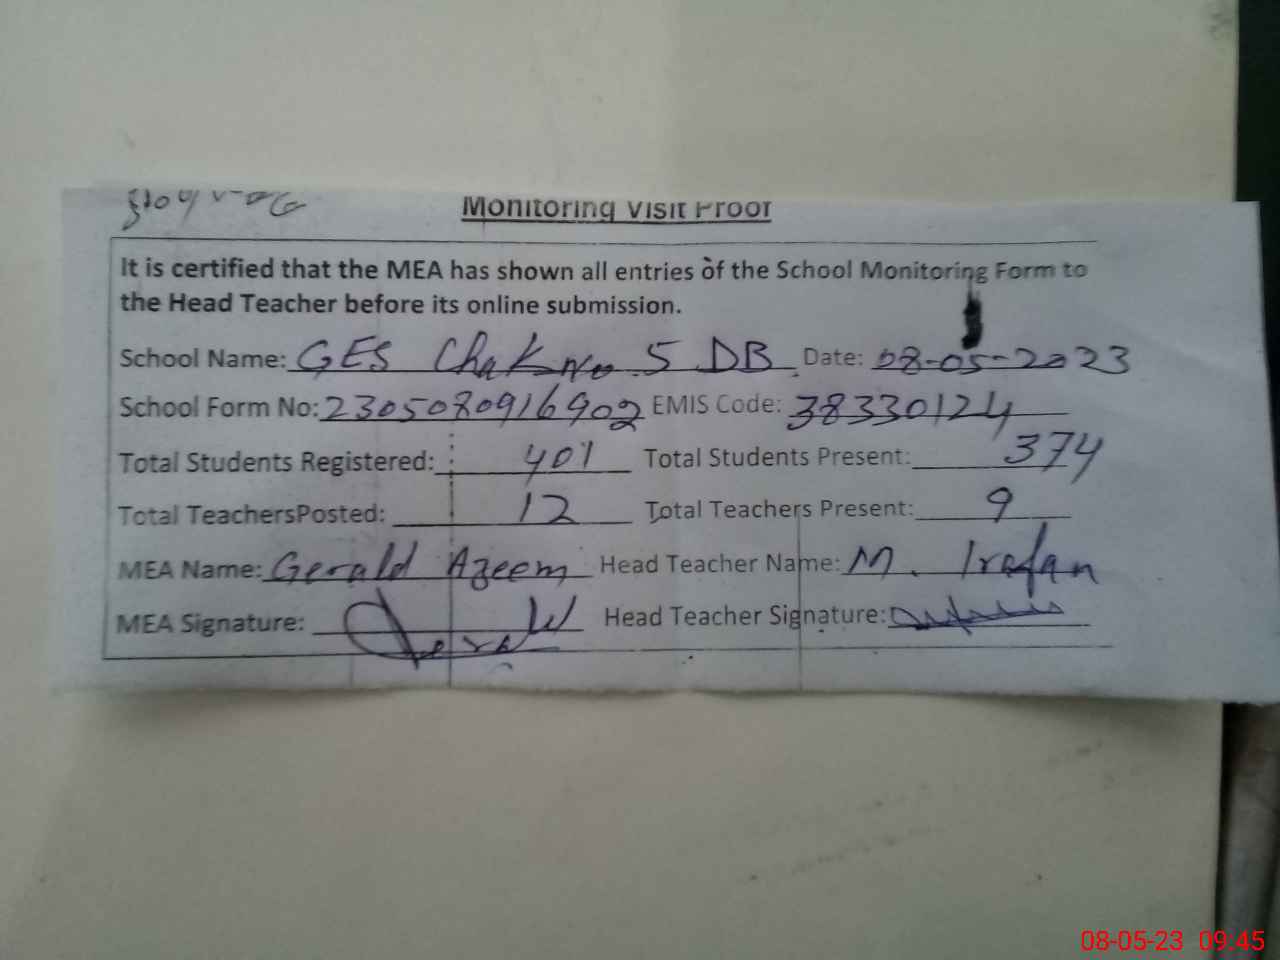 Monitoring Visit Proof
It is certified that the MEA has shown all entries of the School Monitoring Form to
the Head Teacher before its online submission.
School Name: GES Chak No 5 DB Date: 08-05-2023
School Form No: 2305080916902 EMIS Code: 38330124
Total Students Registered: 401 Total Students Present: 374
Total TeachersPosted: 12 Total Teachers Present: 9
MEA Name: Gerald Azeem Head Teacher Name: M. Irafan
MEA Signature: Gerald Head Teacher Signature:
08-05-23 09:45